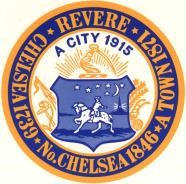 REVERE
A TOWN 1871
No. CHELSEA 1846
CHELSEA 1739
A CITY 1915